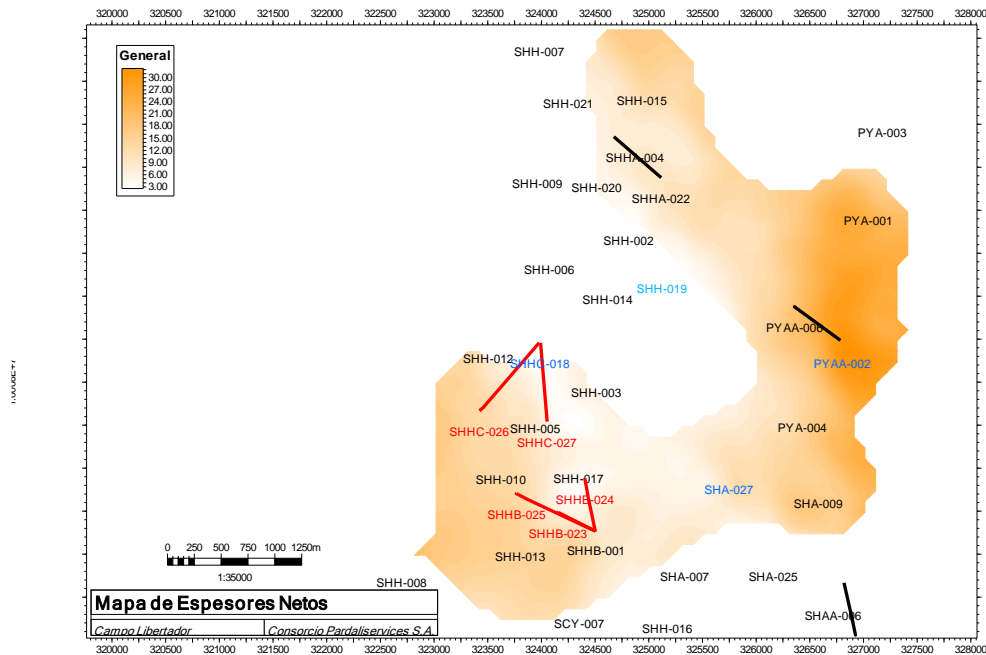 320000 320500 321000 321500 322000 322500 323000 323500 324000 324500 325000 325500 326000 326500 327000 327500 328000
General
30.00
27.00
24.00
21.00
18.00
15.00
12.00
9.00
6.00
3.00
SHH-007
SHH-021
SHH-015
PYA-003
SHHA-004
SHH-009
SHH-020
SHHA-022
PYA-001
SHH-002
SHH-006
SHH-019
SHH-014
PYAA-006
SHH-012
SHHC-018
PYAA-002
SHH-003
SHHC-026
SHH-005
SHHC-027
PYA-004
SHH-010
SHH-017
SHA-027
SHHB-024
SHA-009
SHHB-025
SHHB-023
SHH-013
SHHB-001
SHH-008
SHA-007
SHA-025
SHAA-006
SCY-007
SHH-016
0 250 500 750 1000 1250m
1:35000
Mapa de Espesores Netos
Campo Libertador
Consorcio Pardaliservices S.A.
320000 320500 321000 321500 322000 322500 323000 323500 324000 324500 325000 325500 326000 326500 327000 327500 328000